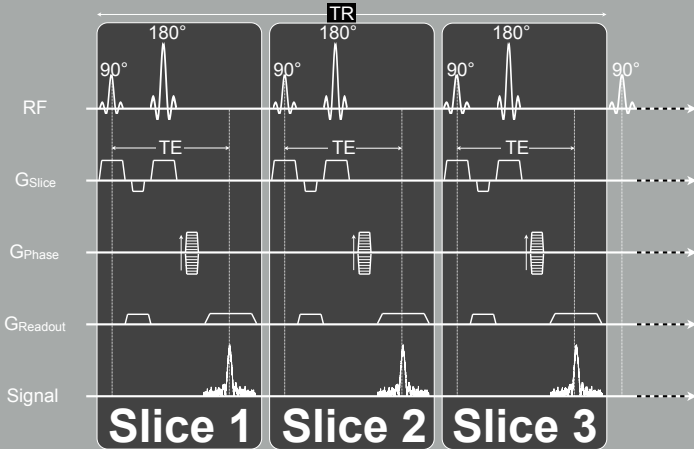 TR
180° 180° 180°
90° 90° 90° 90°
RF
TE TE TE
GSlice
GPhase
GReadout
Signal
Slice 1 Slice 2 Slice 3